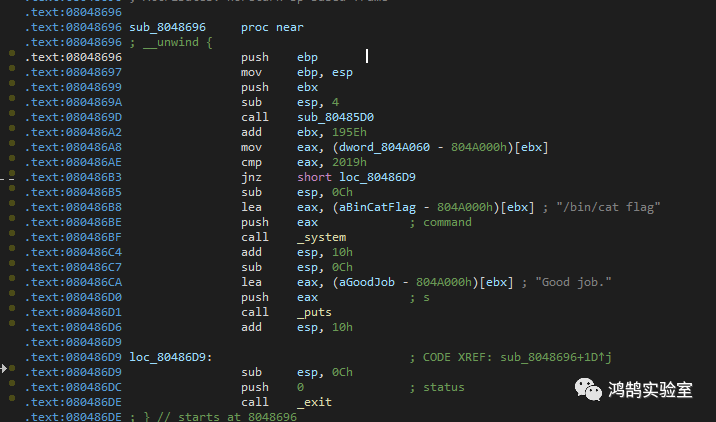 .text:08048696
.text:08048696 sub_8048696 proc near
.text:08048696 ; __unwind {
.text:08048696 push ebp
.text:08048697 mov ebp, esp
.text:08048699 push ebx
.text:0804869A sub esp, 4
.text:0804869D call sub_80485D0
.text:080486A2 add ebx, 195Eh
.text:080486A8 mov eax, (dword_804A060 - 804A000h)[ebx]
.text:080486AE cmp eax, 2019h
.text:080486B3 jnz short loc_80486D9
.text:080486B5 sub esp, 0Ch
.text:080486B8 lea eax, (aBinCatFlag - 804A000h)[ebx] ; "/bin/cat flag"
.text:080486BE push eax ; command
.text:080486BF call _system
.text:080486C4 add esp, 10h
.text:080486C7 sub esp, 0Ch
.text:080486CA lea eax, (aGoodJob - 804A000h)[ebx] ; "Good job."
.text:080486D0 push eax ; s
.text:080486D1 call _puts
.text:080486D6 add esp, 10h
.text:080486D9
.text:080486D9 loc_80486D9: ; CODE XREF: sub_8048696+1D↑j
.text:080486D9 sub esp, 0Ch
.text:080486DC push 0 ; status
.text:080486DE call _exit
.text:080486DE ; } // starts at 8048696
鸿鹄实验室